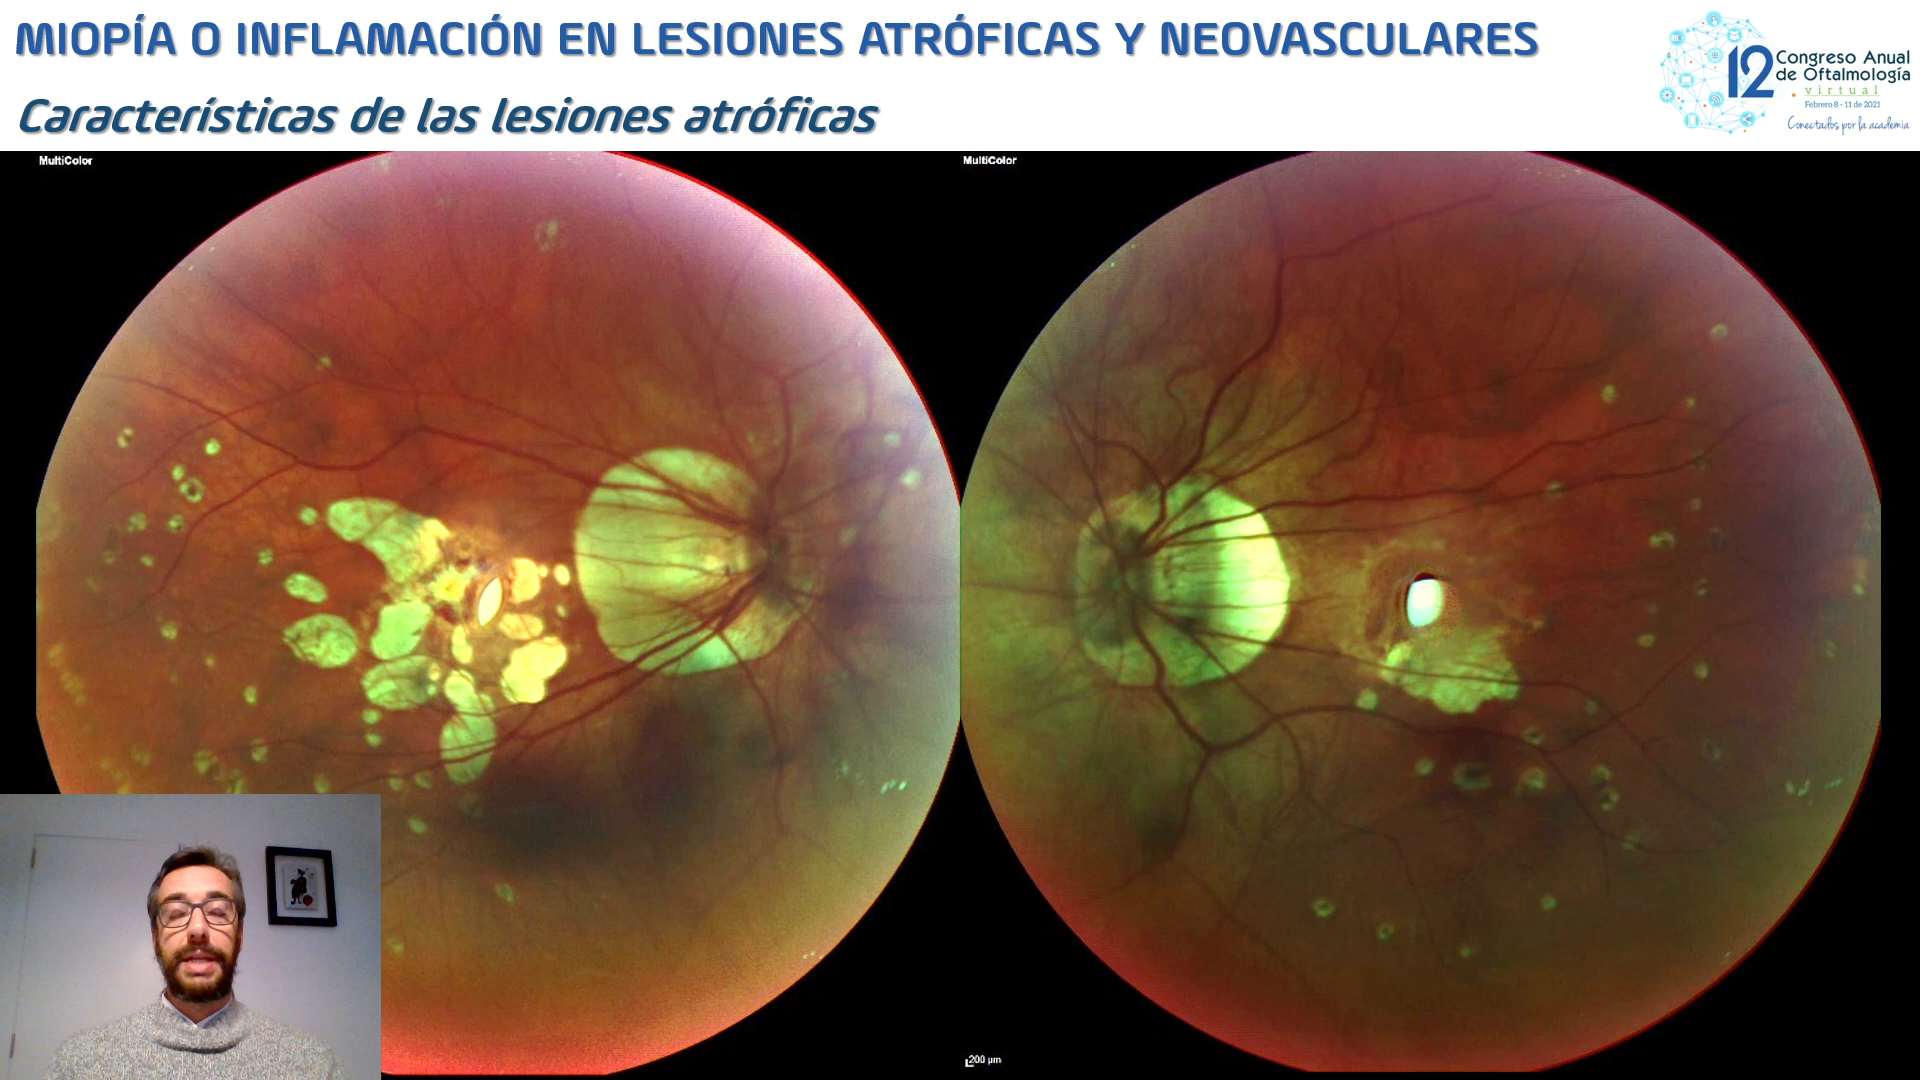 MIOPÍA O INFLAMACIÓN EN LESIONES ATRÓFICAS Y NEOVASCULARES
Características de las lesiones atróficas
12 Congreso Anual
de Oftalmología
virtual
Febrero 8 - 11 de 2021
Conectados por la academia
MultiColor
MultiColor
200 µm